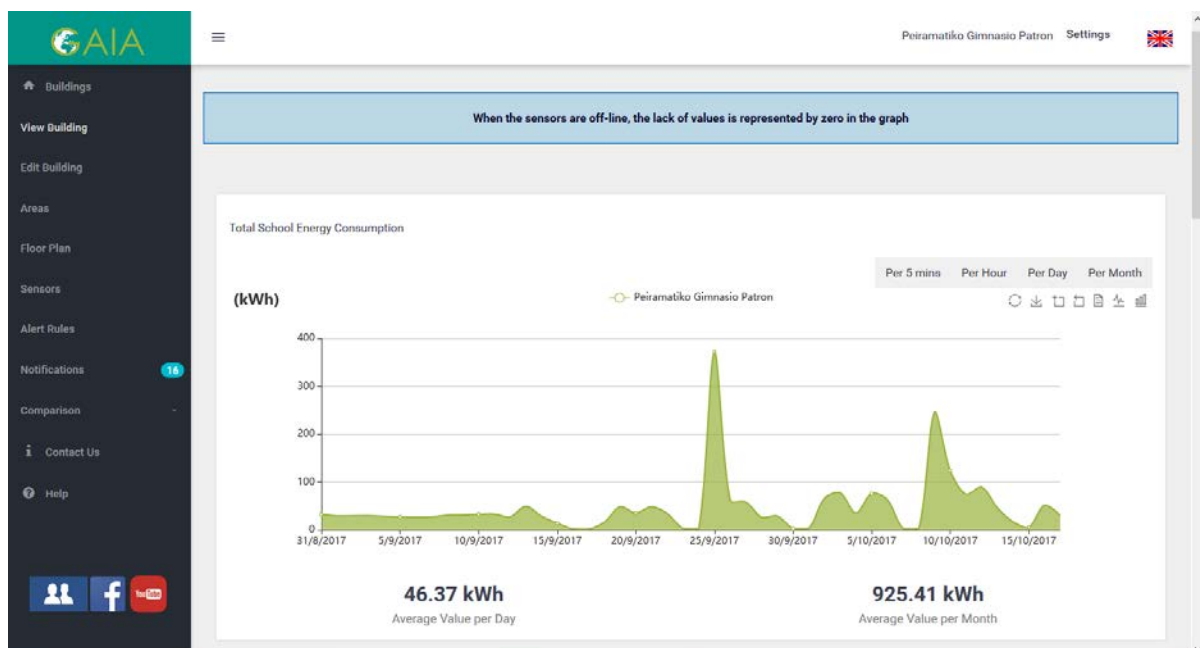 GAIA
Peiramatiko Gimnasio Patron Settings
Buildings
View Building
Edit Building
Areas
Floor Plan
Sensors
Alert Rules
Notifications 16
Comparison
Contact Us
Help
You Tube
When the sensors are off-line, the lack of values is represented by zero in the graph
Total School Energy Consumption
Per 5 mins Per Hour Per Day Per Month
(kWh)
Peiramatiko Gimnasio Patron
400
300
200
100
0
31/8/2017 5/9/2017 10/9/2017 15/9/2017 20/9/2017 25/9/2017 30/9/2017 5/10/2017 10/10/2017 15/10/2017
46.37 kWh
Average Value per Day
925.41 kWh
Average Value per Month